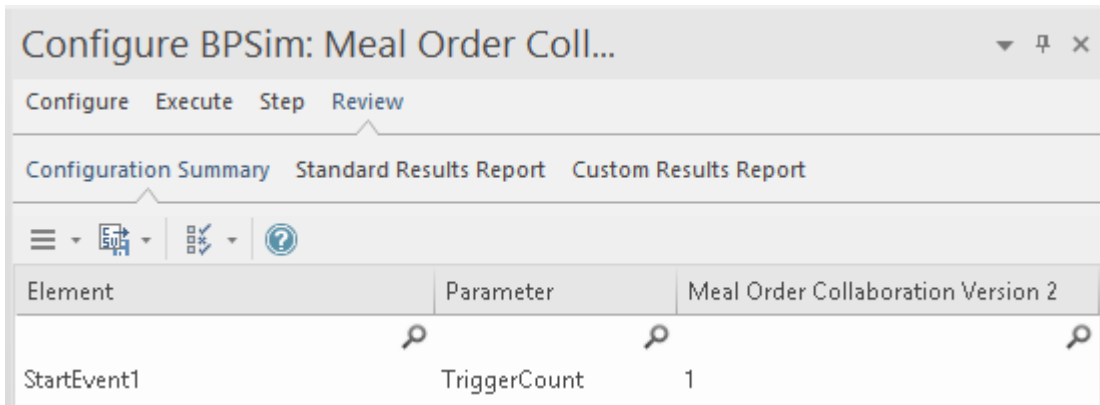 Configure BPSim: Meal Order Coll...
Configure Execute Step Review
Configuration Summary Standard Results Report Custom Results Report
Element Parameter Meal Order Collaboration Version 2
StartEvent1 TriggerCount 1